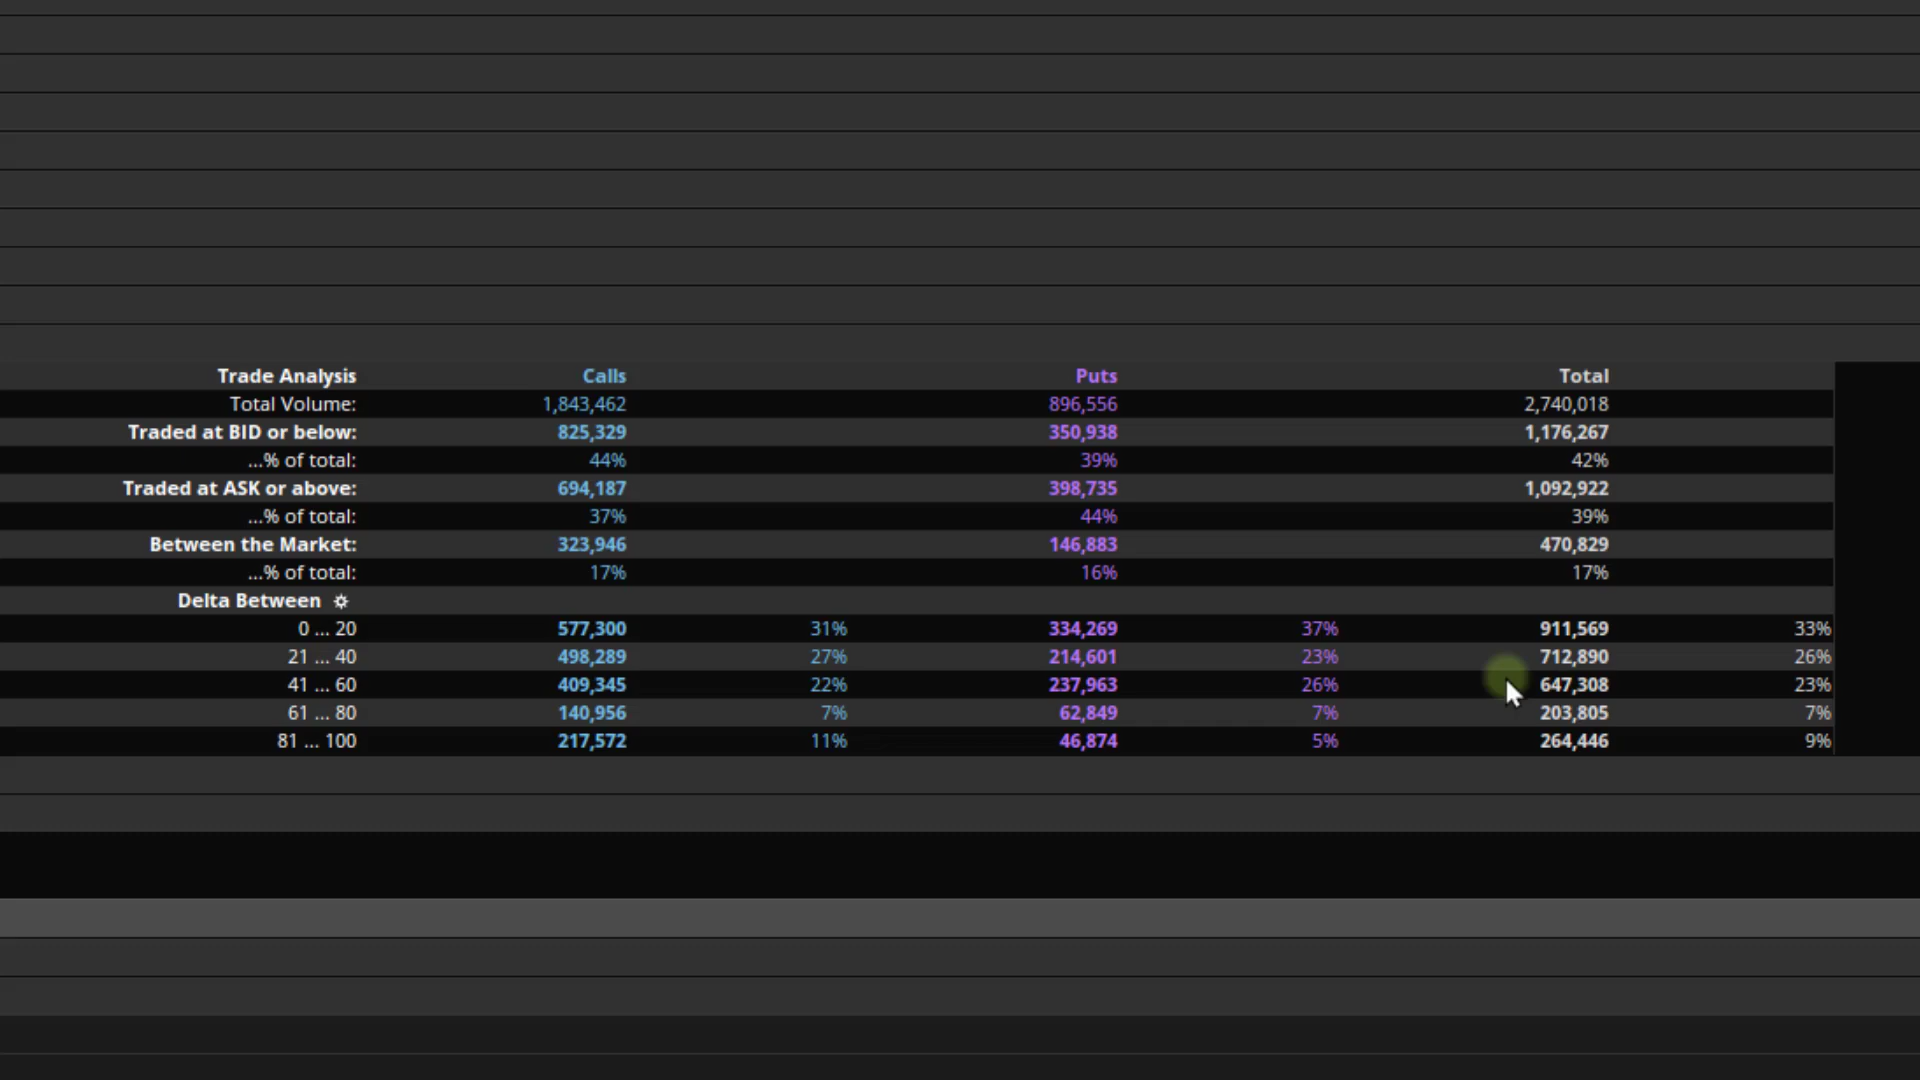 Trade Analysis Calls Puts Total
Total Volume: 1,843,462 896,556 2,740,018
Traded at BID or below: 825,329 350,938 1,176,267
...% of total: 44% 39% 42%
Traded at ASK or above: 694,187 398,735 1,092,922
...% of total: 37% 44% 39%
Between the Market: 323,946 146,883 470,829
...% of total: 17% 16% 17%
Delta Between
0 ... 20 577,300 31% 334,269 37% 911,569 33%
21 ... 40 498,289 27% 214,601 23% 712,890 26%
41 ... 60 409,345 22% 237,963 26% 647,308 23%
61 ... 80 140,956 7% 62,849 7% 203,805 7%
81 ... 100 217,572 11% 46,874 5% 264,446 9%